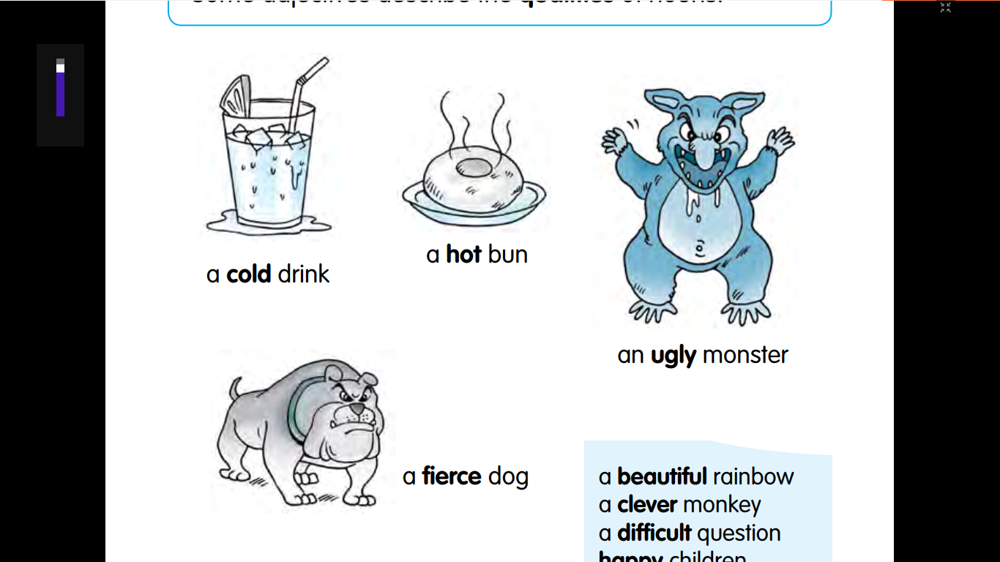 Some adjectives describe the qualities of nouns.
a cold drink
a hot bun
an ugly monster
a fierce dog
a beautiful rainbow
a clever monkey
a difficult question
happy children